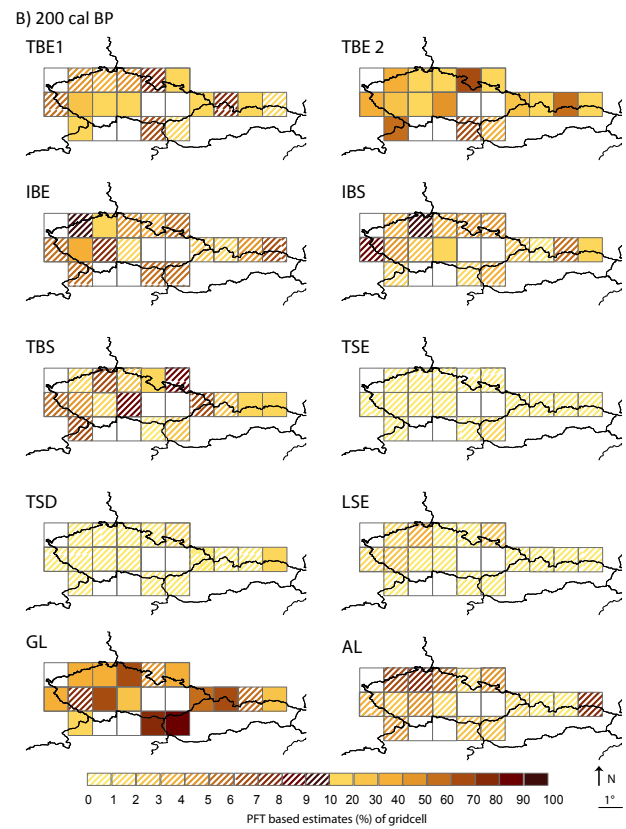 B) 200 cal BP
TBE1
TBE 2
IBE
IBS
TBS
TSE
TSD
LSE
GL
AL
0 1 2 3 4 5 6 7 8 9 10 20 30 40 50 60 70 80 90 100
PFT based estimates (%) of gridcell
N
1°